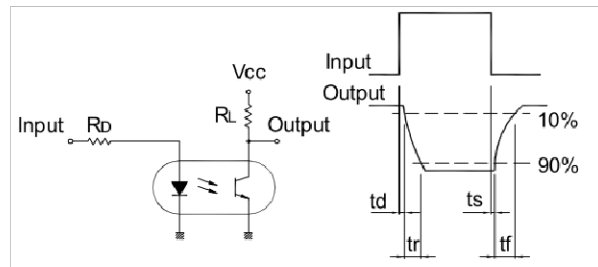 Input
RD
Vcc
RL
Output
Input
Output
10%
90%
td
ts
tr
tf